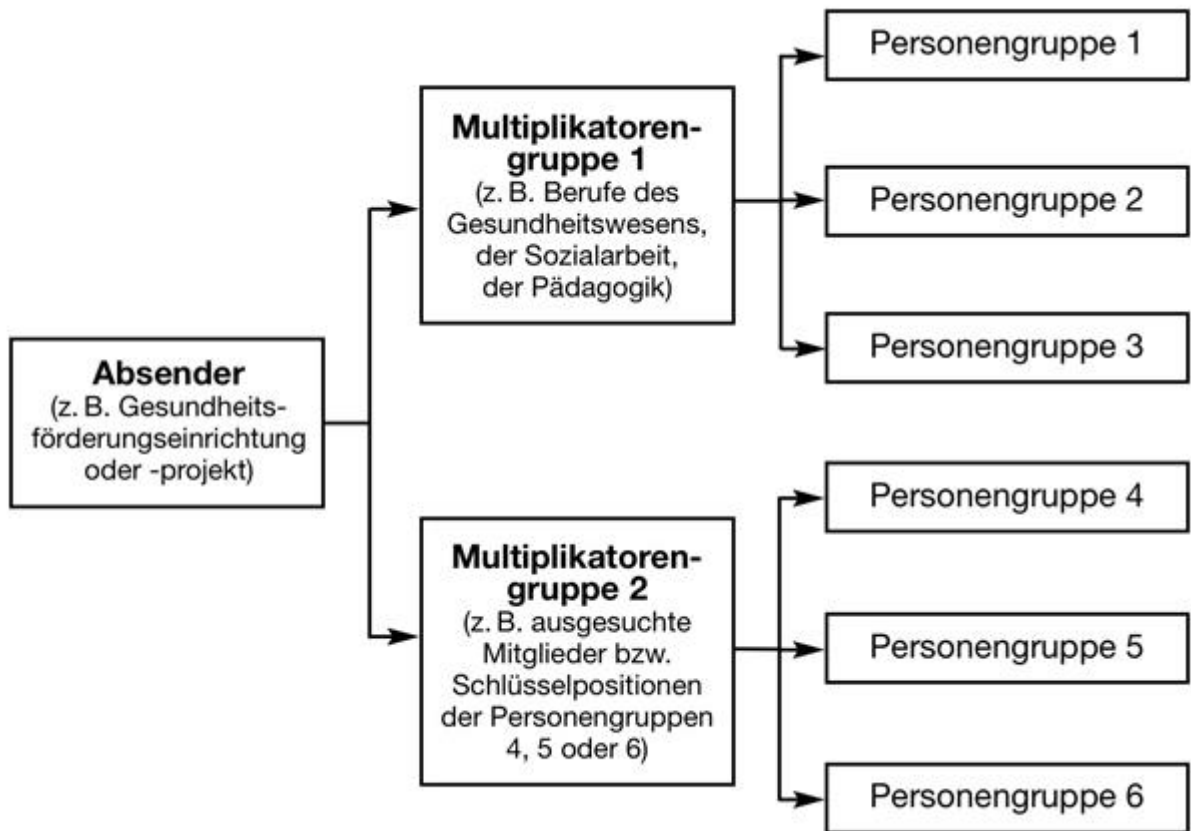 Absender
(z. B. Gesundheits-
förderungseinrichtung
oder -projekt)
Multiplikatoren-
gruppe 1
(z. B. Berufe des
Gesundheitswesens,
der Sozialarbeit,
der Pädagogik)
Multiplikatoren-
gruppe 2
(z. B. ausgesuchte
Mitglieder bzw.
Schlüsselpositionen
der Personengruppen
4, 5 oder 6)
Personengruppe 1
Personengruppe 2
Personengruppe 3
Personengruppe 4
Personengruppe 5
Personengruppe 6